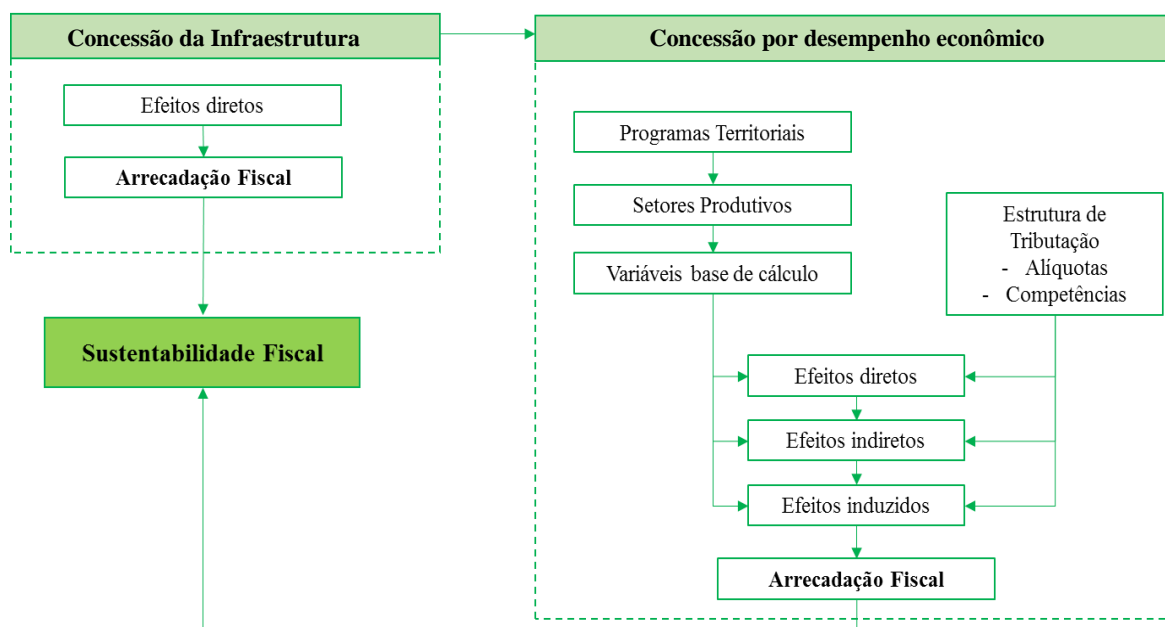 Concessão da Infraestrutura
Efeitos diretos
Arrecadação Fiscal
Sustentabilidade Fiscal
Concessão por desempenho econômico
Programas Territoriais
Setores Produtivos
Variáveis base de cálculo
Estrutura de
Tributação
- Alíquotas
- Competências
Efeitos diretos
Efeitos indiretos
Efeitos induzidos
Arrecadação Fiscal